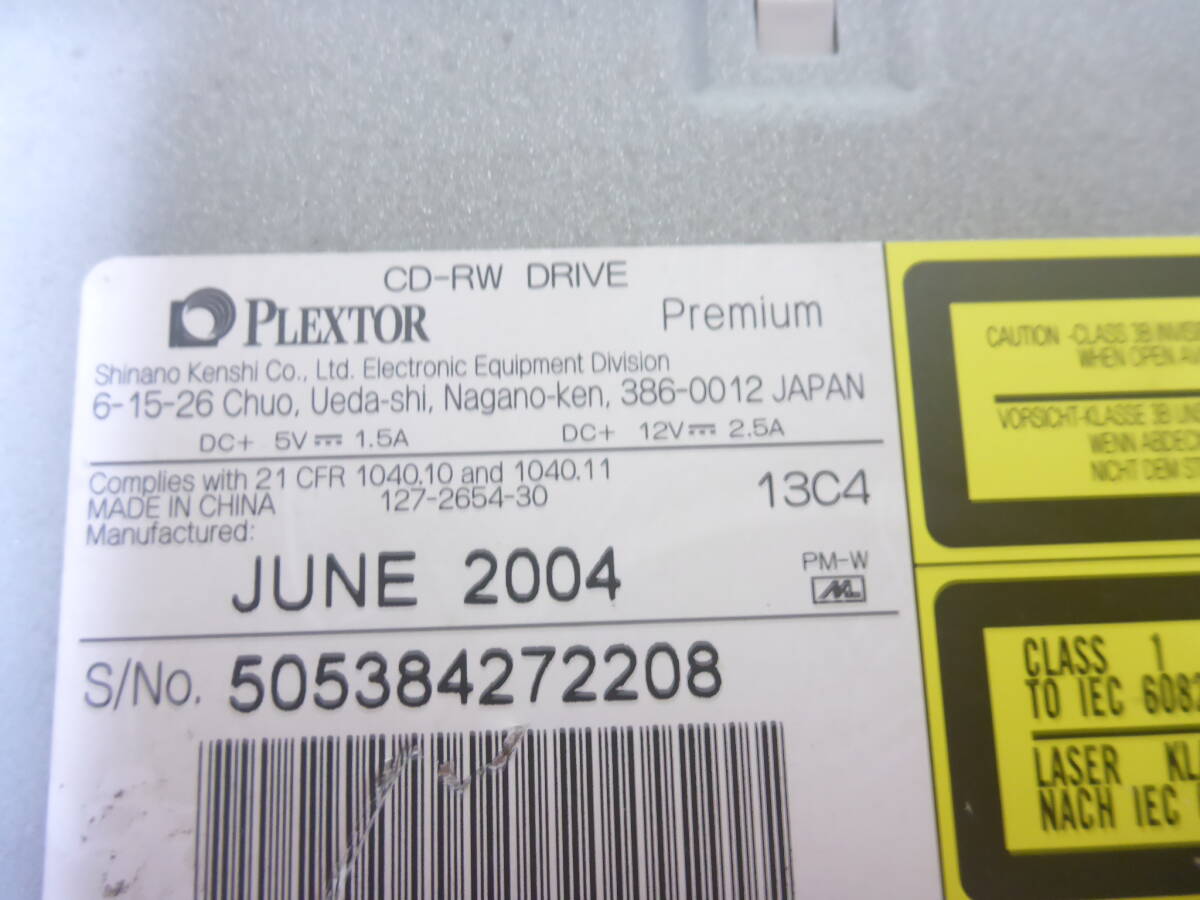 CD-RW DRIVE
PLEXTOR
Premium
Shinano Kenshi Co., Ltd. Electronic Equipment Division
6-15-26 Chuo, Ueda-shi, Nagano-ken, 386-0012 JAPAN
DC+ 5V⎓ 1.5A DC+ 12V⎓ 2.5A
Complies with 21 CFR 1040.10 and 1040.11
MADE IN CHINA 127-2654-30
13C4
Manufactured:
JUNE 2004
PM-W
S/No. 505384272208
CAUTION -CLASS 3B
WHEN OPEN
VORSICHT-KLASSE 3B
WENN
NICHT DEM
CLASS 1
TO IEC
LASER
NACH IEC